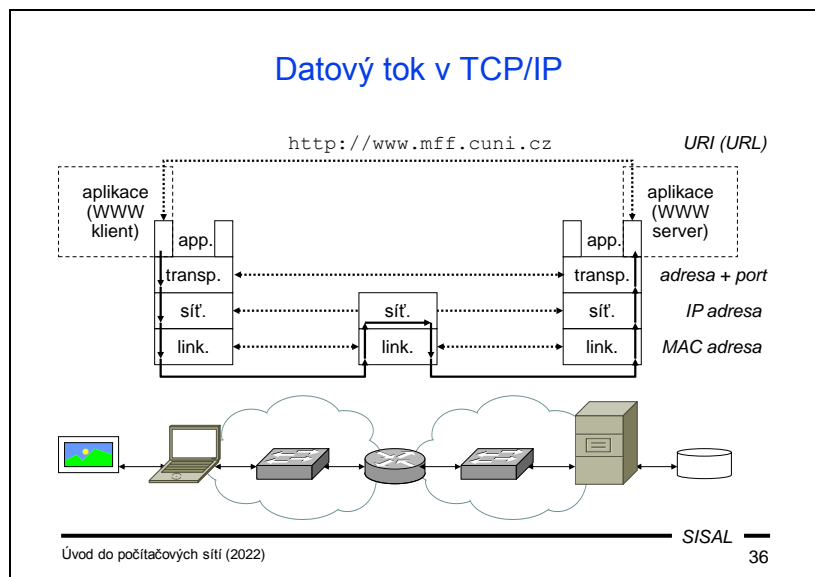 Datový tok v TCP/IP
http://www.mff.cuni.cz
URI (URL)
aplikace
(WWW
klient)
aplikace
(WWW
server)
app.
app.
transp.
transp.
adresa + port
síť.
síť.
síť.
IP adresa
link.
link.
link.
MAC adresa
SISAL
Úvod do počítačových sítí (2022)
36